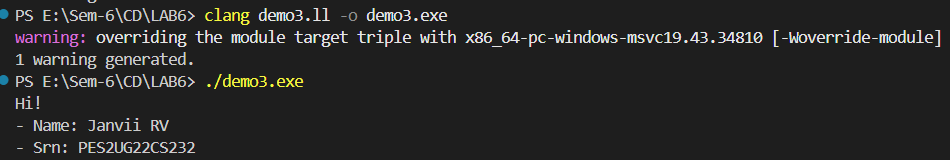 PS E:\Sem-6\CD\LAB6> clang demo3.ll -o demo3.exe
warning: overriding the module target triple with x86_64-pc-windows-msvc19.43.34810 [-Woverride-module]
1 warning generated.
PS E:\Sem-6\CD\LAB6> ./demo3.exe
Hi!
- Name: Janvii RV
- Srn: PES2UG22CS232